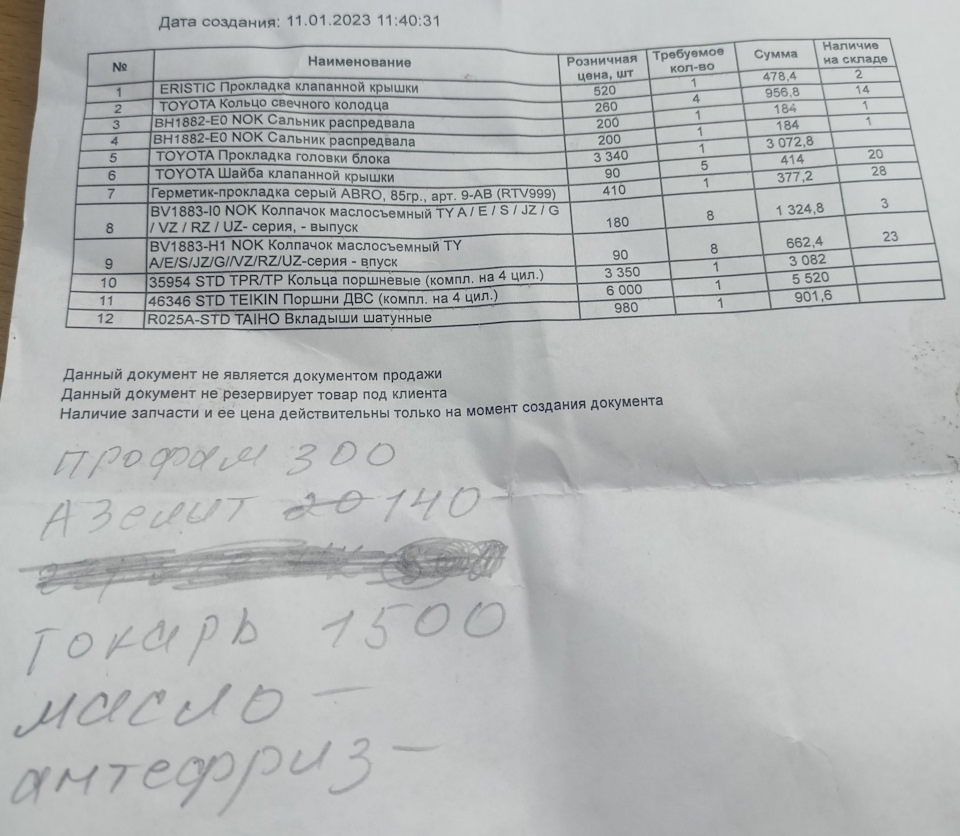 Дата создания: 11.01.2023 11:40:31
№ Наименование Розничная цена, шт Требуемое кол-во Сумма Наличие на складе
1 ERISTIC Прокладка клапанной крышки 520 1 478,4 2
2 TOYOTA Кольцо свечного колодца 260 4 956,8 14
3 BH1882-E0 NOK Сальник распредвала 200 1 184 1
4 BH1882-E0 NOK Сальник распредвала 200 1 184 1
5 TOYOTA Прокладка головки блока 3 340 1 3 072,8
6 TOYOTA Шайба клапанной крышки 90 5 414 20
7 Герметик-прокладка серый ABRO, 85гр., арт. 9-AB (RTV999) 410 1 377,2 28
BV1883-I0 NOK Колпачок маслосъемный TY A / E / S / JZ / G
8 / VZ / RZ / UZ- серия, - выпуск 180 8 1 324,8 3
BV1883-H1 NOK Колпачок маслосъемный TY
9 A/E/S/JZ/G//VZ/RZ/UZ-серия - впуск 90 8 662,4 23
10 35954 STD TPR/TP Кольца поршневые (компл. на 4 цил.) 3 350 1 3 082
11 46346 STD TEIKIN Поршни ДВС (компл. на 4 цил.) 6 000 1 5 520
12 R025A-STD TAIHO Вкладыши шатунные 980 1 901,6
Данный документ не является документом продажи
Данный документ не резервирует товар под клиента
Наличие запчасти и ее цена действительны только на момент создания документа
профам 300
Азелит 20 140 -
Токарь 1500
масло -
антефриз -